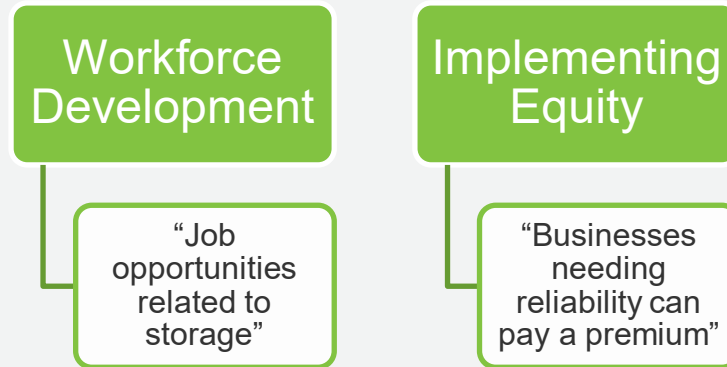 Workforce
Development
“Job
opportunities
related to
storage”
Implementing
Equity
“Businesses
needing
reliability can
pay a premium”